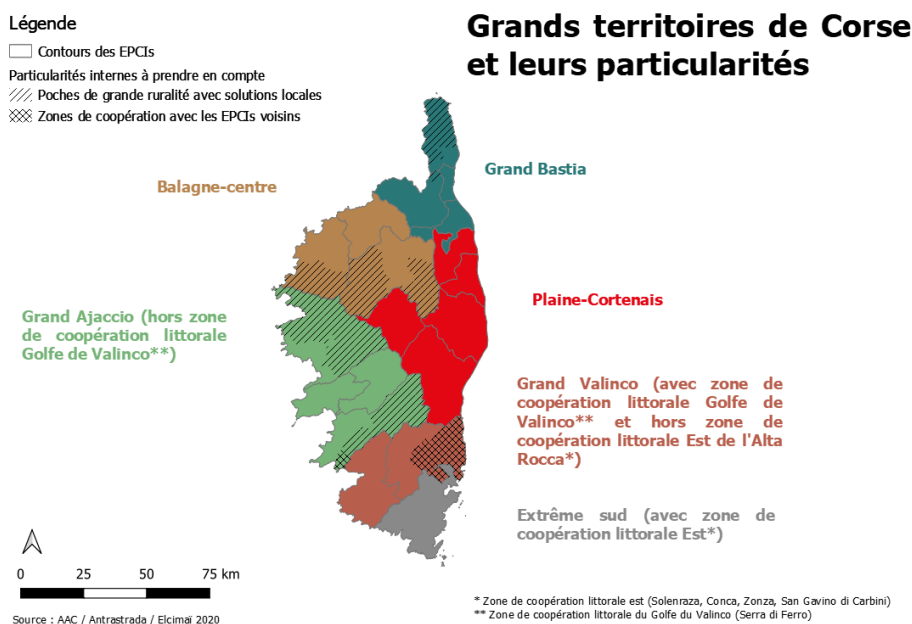 Légende
Contours des EPCIs
Particularités internes à prendre en compte
Poches de grande ruralité avec solutions locales
Zones de coopération avec les EPCIs voisins
Grands territoires de Corse
et leurs particularités
Grand Bastia
Balagne-centre
Plaine-Cortenais
Grand Ajaccio (hors zone
de coopération littorale
Golfe de Valinco**)
Grand Valinco (avec zone de
coopération littorale Golfe de
Valinco** et hors zone de
coopération littorale Est de l'Alta
Rocca*)
Extrême sud (avec zone de
coopération littorale Est*)
0 25 50 75 km
Source : AAC / Antrastrada / Elcimaï 2020
* Zone de coopération littorale est (Solenraza, Conca, Zonza, San Gavino di Carbini)
** Zone de coopération littorale du Golfe du Valinco (Serra di Ferro)